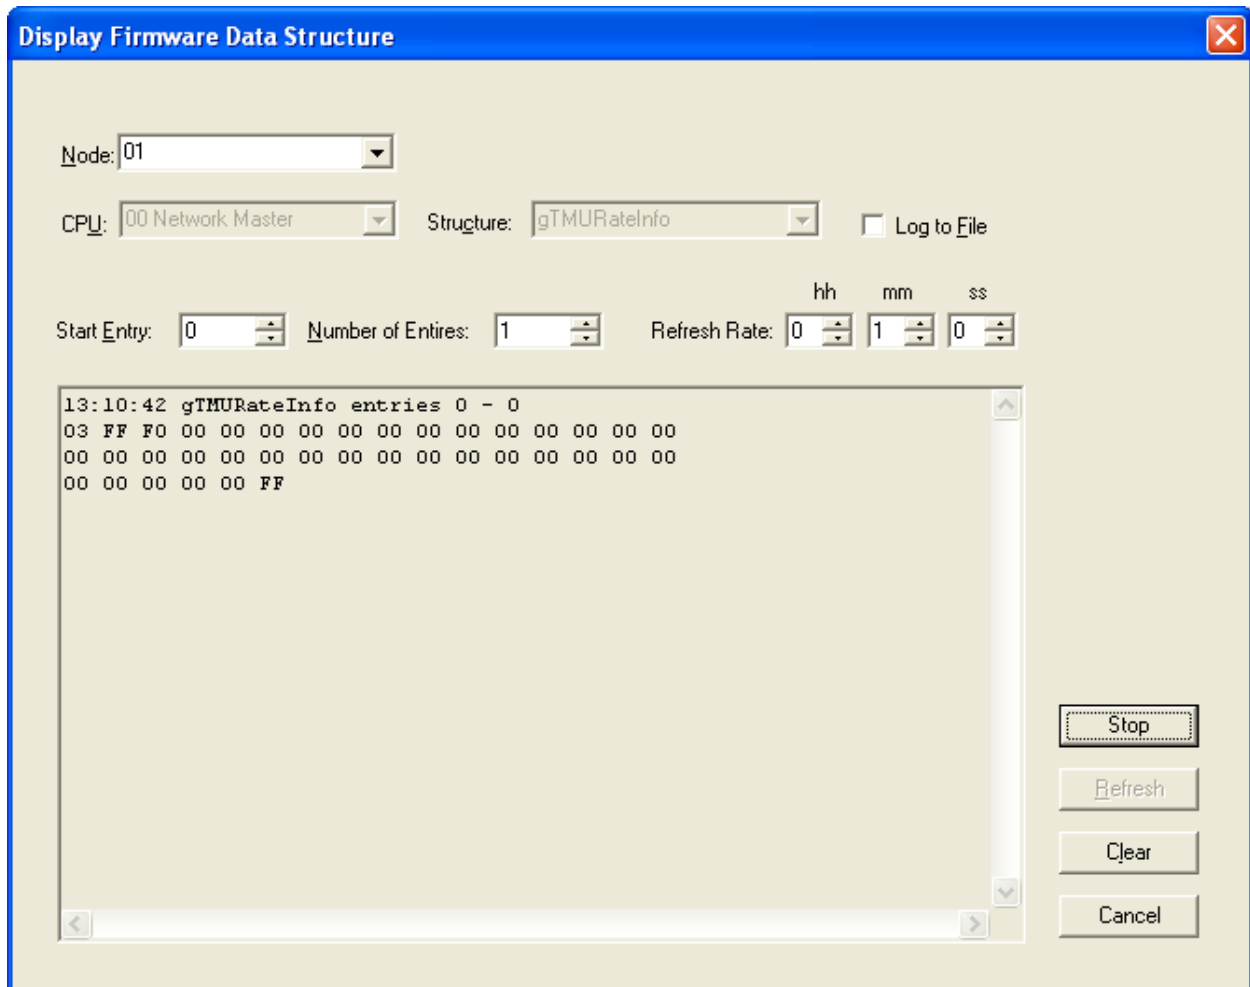 Display Firmware Data Structure
Node: 01
CPU: 00 Network Master Structure: gTMURateInfo Log to File
hh mm ss
Start Entry: 0 Number of Entires: 1 Refresh Rate: 0 1 0
13:10:42 gTMURateInfo entries 0 - 0
03 FF F0 00 00 00 00 00 00 00 00 00 00 00 00 00
00 00 00 00 00 00 00 00 00 00 00 00 00 00 00 00
00 00 00 00 00 FF
Stop
Refresh
Clear
Cancel